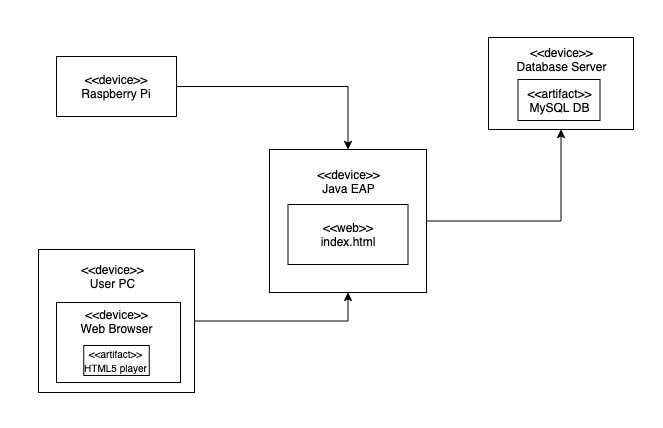 <<device>>
Raspberry Pi
<<device>>
Database Server
<<artifact>>
MySQL DB
<<device>>
Java EAP
<<web>>
index.html
<<device>>
User PC
<<device>>
Web Browser
<<artifact>>
HTML5 player